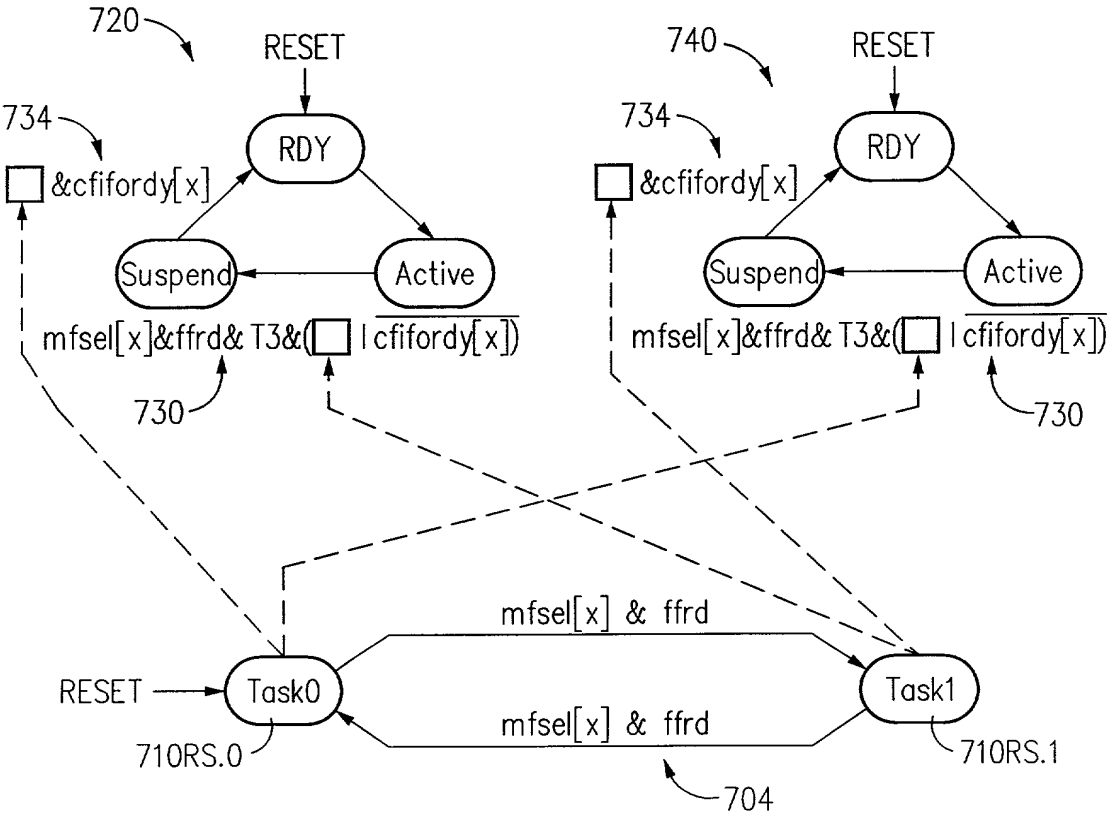 720
RESET
740
RESET
734
RDY
734
RDY
&cfifordy[x]
&cfifordy[x]
Suspend
Active
Suspend
Active
mfsel[x]&ffrd& T3&( | cfifordy[x])
mfsel[x]&ffrd& T3&( | cfifordy[x])
730
730
mfsel[x] & ffrd
RESET
Task0
Task1
mfsel[x] & ffrd
710RS.0
710RS.1
704